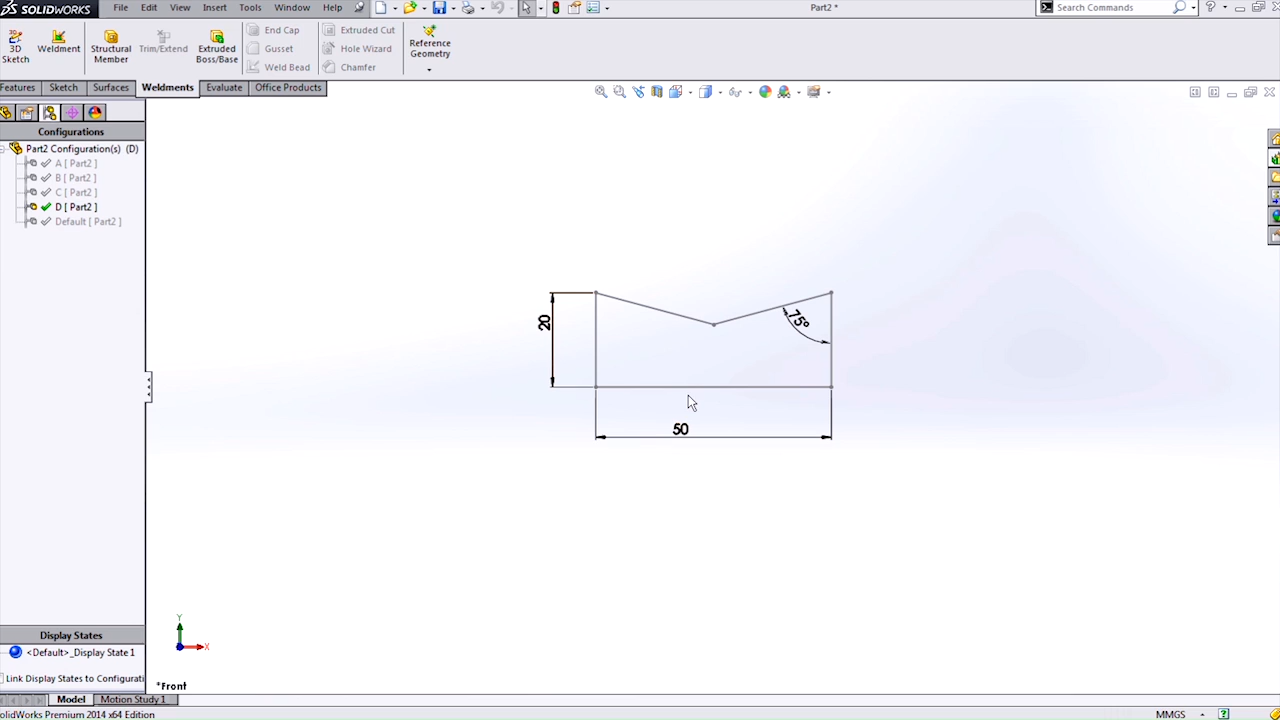 SOLIDWORKS File Edit View Insert Tools Window Help Part2 * Search Commands
3D Sketch Weldment Structural Member Trim/Extend Extruded Boss/Base End Cap Extruded Cut Reference Geometry
Gusset Hole Wizard
Weld Bead Chamfer
Features Sketch Surfaces Weldments Evaluate Office Products
Configurations
Part2 Configuration(s) (D)
A [ Part2 ]
B [ Part2 ]
C [ Part2 ]
D [ Part2 ]
Default [ Part2 ]
20
75°
50
Y
X
Display States
<Default>_Display State 1
Link Display States to Configurati
*Front
Model Motion Study 1
SolidWorks Premium 2014 x64 Edition MMGS